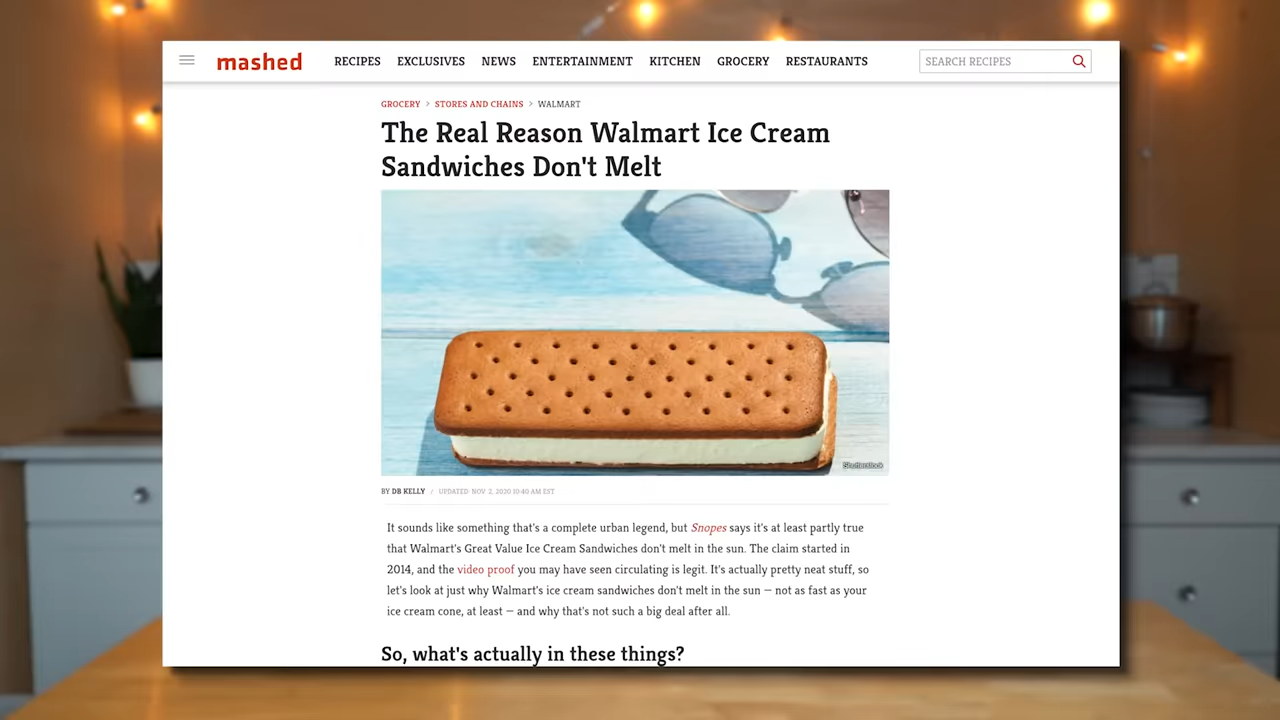 mashed
RECIPES EXCLUSIVES NEWS ENTERTAINMENT KITCHEN GROCERY RESTAURANTS
SEARCH RECIPES
GROCERY > STORES AND CHAINS > WALMART
The Real Reason Walmart Ice Cream
Sandwiches Don't Melt
Shutterstock
BY DB KELLY / UPDATED: NOV. 2, 2020 10:40 AM EST
It sounds like something that's a complete urban legend, but Snopes says it's at least partly true
that Walmart's Great Value Ice Cream Sandwiches don't melt in the sun. The claim started in
2014, and the video proof you may have seen circulating is legit. It's actually pretty neat stuff, so
let's look at just why Walmart's ice cream sandwiches don't melt in the sun — not as fast as your
ice cream cone, at least — and why that's not such a big deal after all.
So, what's actually in these things?